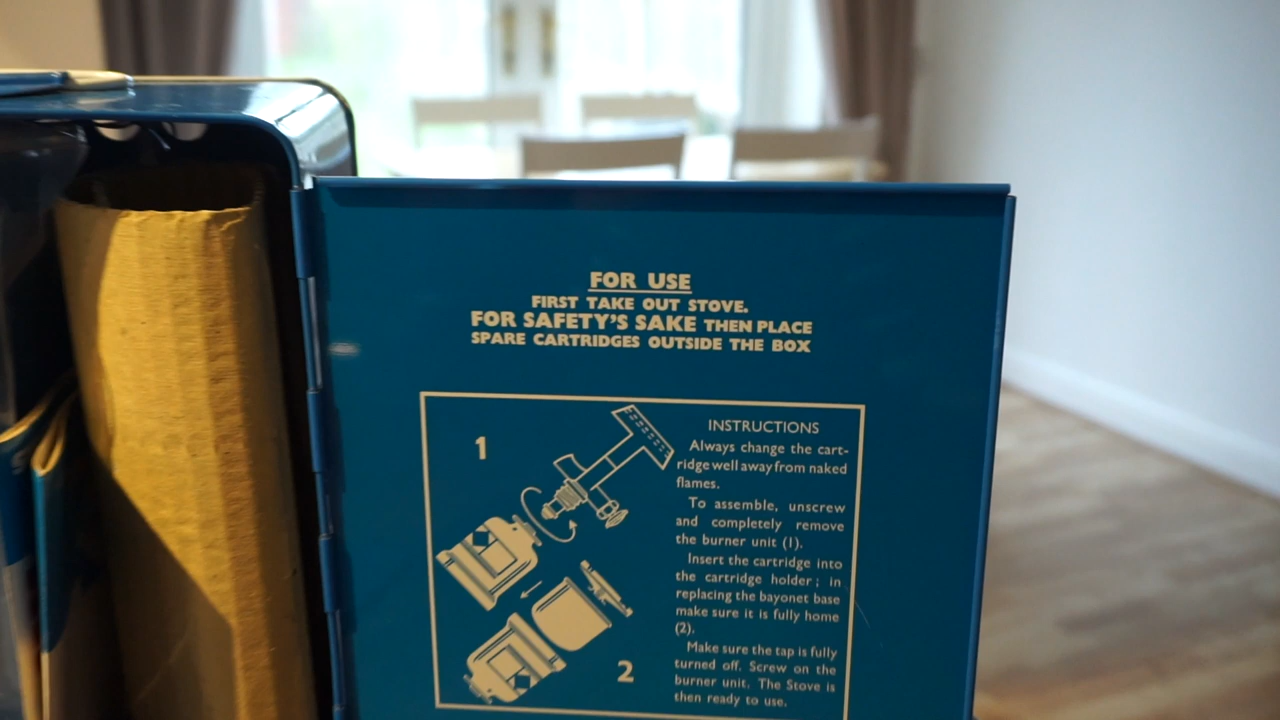 FOR USE
FIRST TAKE OUT STOVE.
FOR SAFETY'S SAKE THEN PLACE
SPARE CARTRIDGES OUTSIDE THE BOX
1
INSTRUCTIONS
Always change the cart-
ridge well away from naked
flames.
To assemble, unscrew
and completely remove
the burner unit (1).
Insert the cartridge into
the cartridge holder; in
replacing the bayonet base
make sure it is fully home
(2).
Make sure the tap is fully
turned off. Screw on the
burner unit. The Stove is
then ready to use.
2